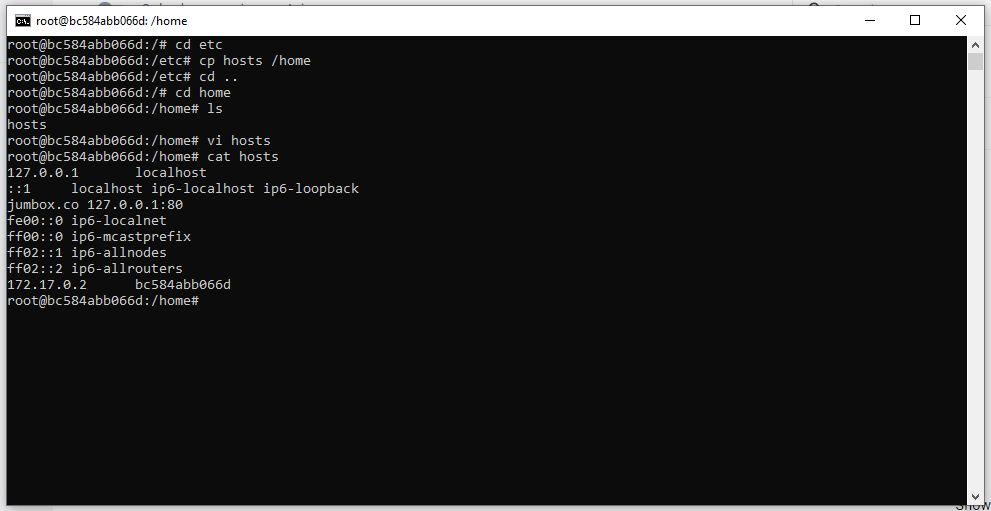 root@bc584abb066d: /home
root@bc584abb066d:/# cd etc
root@bc584abb066d:/etc# cp hosts /home
root@bc584abb066d:/etc# cd ..
root@bc584abb066d:/# cd home
root@bc584abb066d:/home# ls
hosts
root@bc584abb066d:/home# vi hosts
root@bc584abb066d:/home# cat hosts
127.0.0.1       localhost
::1     localhost ip6-localhost ip6-loopback
jumbox.co 127.0.0.1:80
fe00::0 ip6-localnet
ff00::0 ip6-mcastprefix
ff02::1 ip6-allnodes
ff02::2 ip6-allrouters
172.17.0.2      bc584abb066d
root@bc584abb066d:/home#
Show